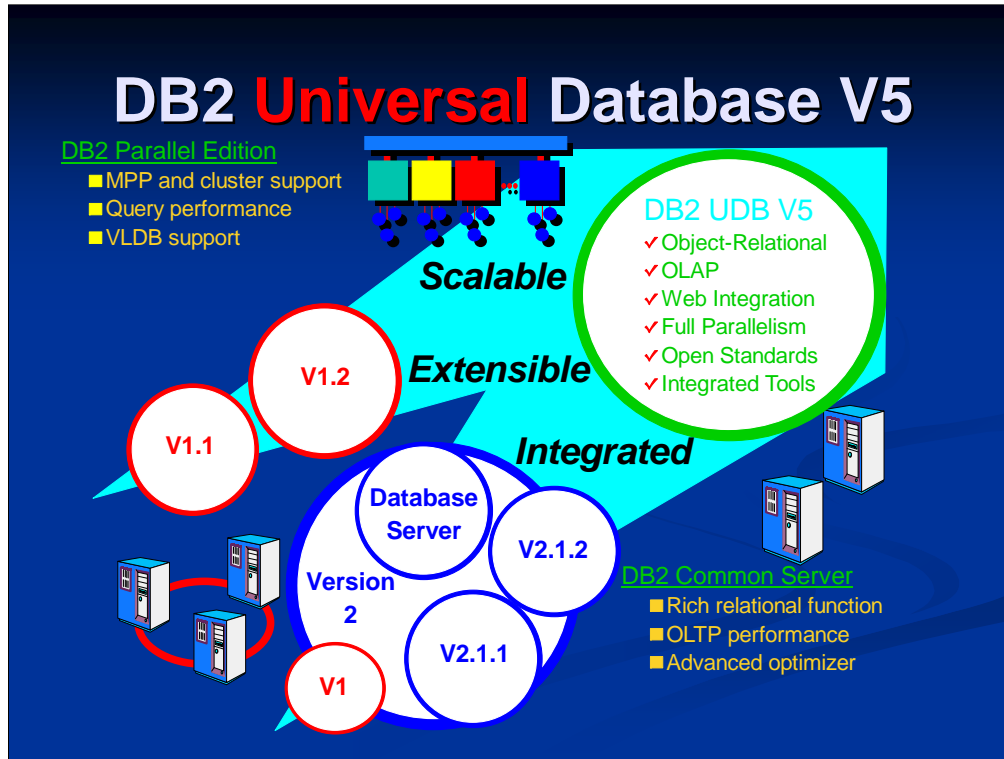 DB2 Universal Database V5
DB2 Parallel Edition
MPP and cluster support
Query performance
VLDB support
DB2 UDB V5
Object-Relational
OLAP
Web Integration
Full Parallelism
Open Standards
Integrated Tools
Scalable
Extensible
Integrated
V1.2
V1.1
Database
Server
V2.1.2
Version
2
V2.1.1
V1
DB2 Common Server
Rich relational function
OLTP performance
Advanced optimizer